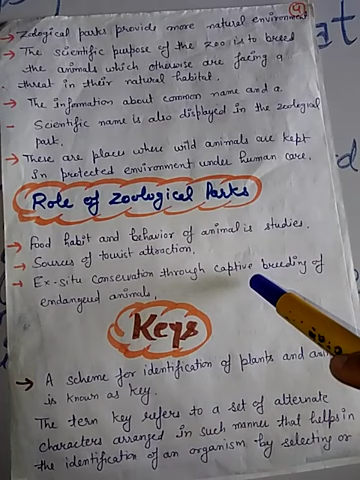 4
→ Zological parks provids more natural environment
→ The scientific purpose of the zoo is to breed
the animals which otherwise are facing a
threat in their natural habitat.
→ The information about common name and a
- Scientific name is also displayed in the zoological
park.
→ These are places where wild animals are kept
in protected environment under human care.
Role of Zoological Parks
→ Food habit and behavior of animal is studies.
→ Sources of tourist attraction.
→ Ex-situ conservation through captive breeding of
endangered animals.
Keys
→ A scheme for identification of plants and
is known as key.
The term key refers to a set of alternate
characters arranged in such manner that helps in
the identification of an organism by selecting or